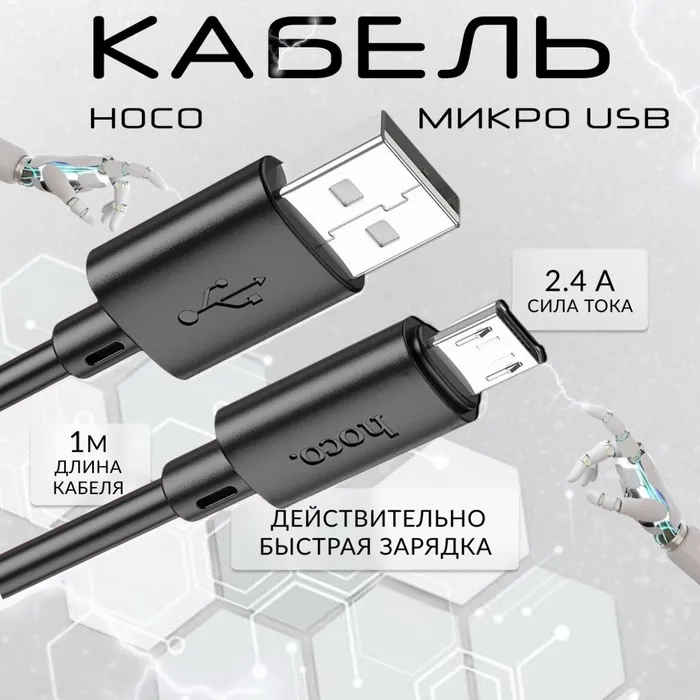 КАБЕЛЬ
HOCO
МИКРО USB
2.4 А
СИЛА ТОКА
hoco.
1м
ДЛИНА
КАБЕЛЯ
ДЕЙСТВИТЕЛЬНО
БЫСТРАЯ ЗАРЯДКА